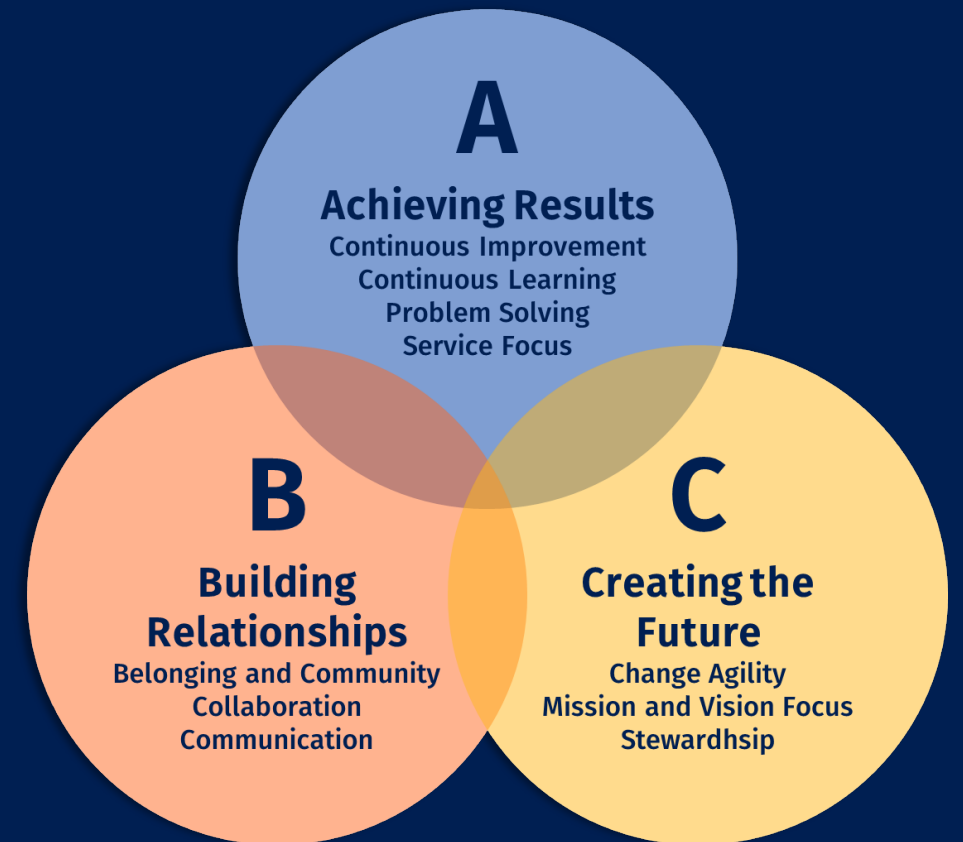 A
Achieving Results
Continuous Improvement
Continuous Learning
Problem Solving
Service Focus
B
Building
Relationships
Belonging and Community
Collaboration
Communication
C
Creating the
Future
Change Agility
Mission and Vision Focus
Stewardhsip